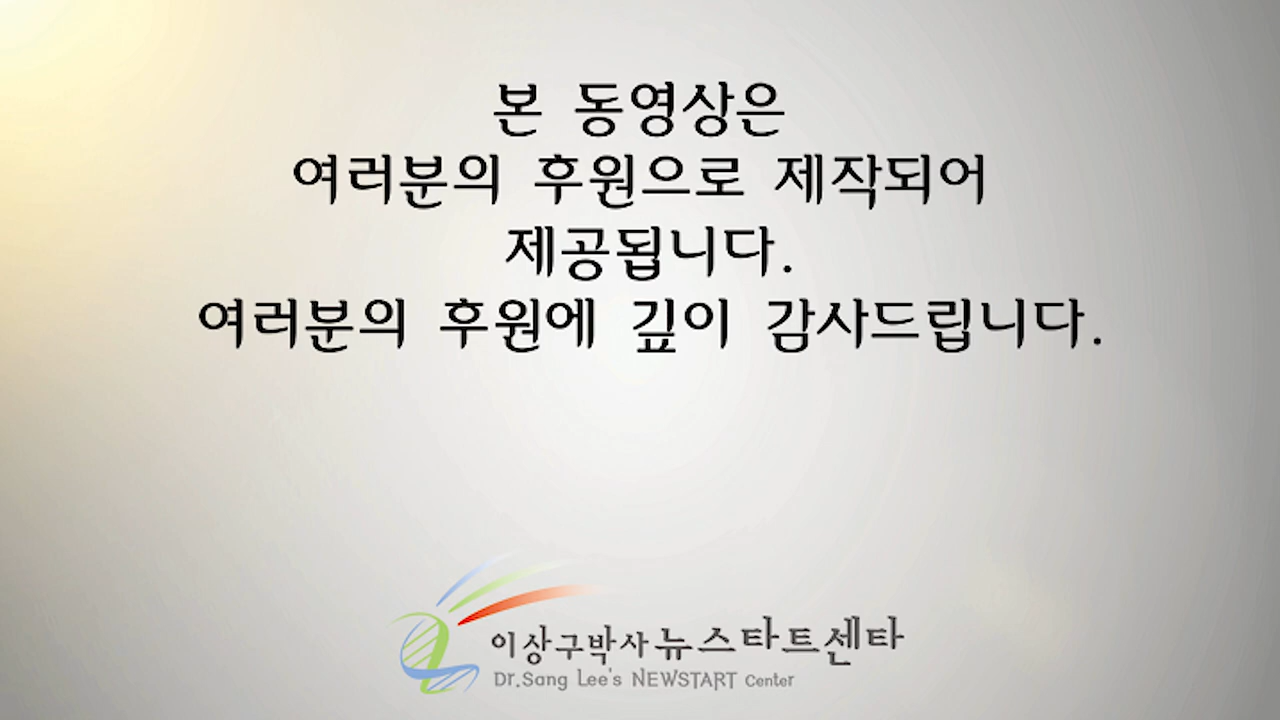 본 동영상은
여러분의 후원으로 제작되어
제공됩니다.
여러분의 후원에 깊이 감사드립니다.
이상구박사 뉴스타트센타
Dr.Sang Lee's NEWSTART Center